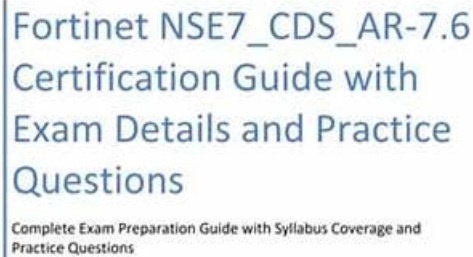 Fortinet NSE7_CDS_AR-7.6
Certification Guide with
Exam Details and Practice
Questions
Complete Exam Preparation Guide with Syllabus Coverage and
Practice Questions